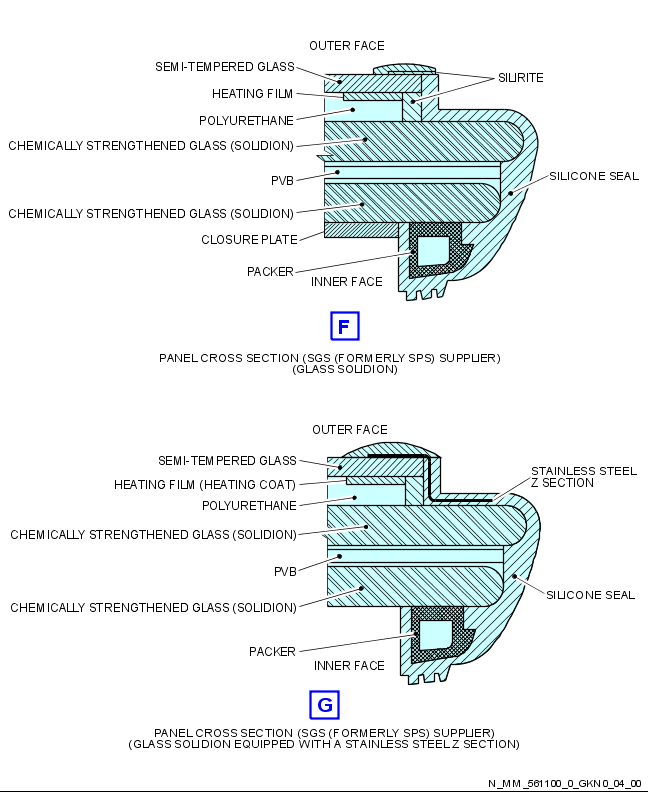 OUTER FACE
SEMI-TEMPERED GLASS
SILIRITE
HEATING FILM
POLYURETHANE
CHEMICALLY STRENGTHENED GLASS (SOLIDION)
PVB
SILICONE SEAL
CHEMICALLY STRENGTHENED GLASS (SOLIDION)
CLOSURE PLATE
PACKER
INNER FACE
F
PANEL CROSS SECTION (SGS (FORMERLY SPS) SUPPLIER)
(GLASS SOLIDION)
OUTER FACE
SEMI-TEMPERED GLASS
STAINLESS STEEL
Z SECTION
HEATING FILM (HEATING COAT)
POLYURETHANE
CHEMICALLY STRENGTHENED GLASS (SOLIDION)
PVB
SILICONE SEAL
CHEMICALLY STRENGTHENED GLASS (SOLIDION)
PACKER
INNER FACE
G
PANEL CROSS SECTION (SGS (FORMERLY SPS) SUPPLIER)
(GLASS SOLIDION EQUIPPED WITH A STAINLESS STEEL Z SECTION)
N_MM_561100_0_GKN0_04_00